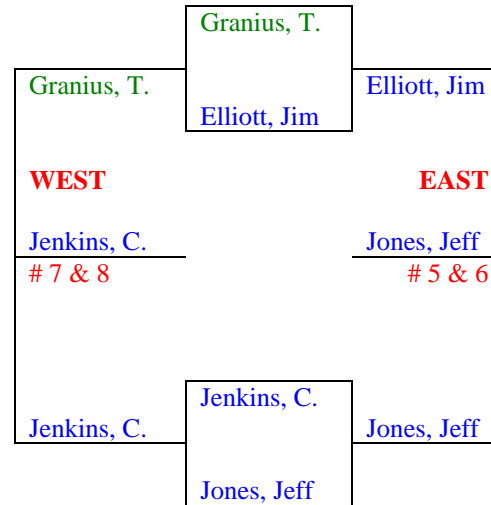 Granius, T.
Granius, T.
Elliott, Jim
Elliott, Jim
WEST
EAST
Jenkins, C.
Jones, Jeff
# 7 & 8
# 5 & 6
Jenkins, C.
Jenkins, C.
Jones, Jeff
Jones, Jeff